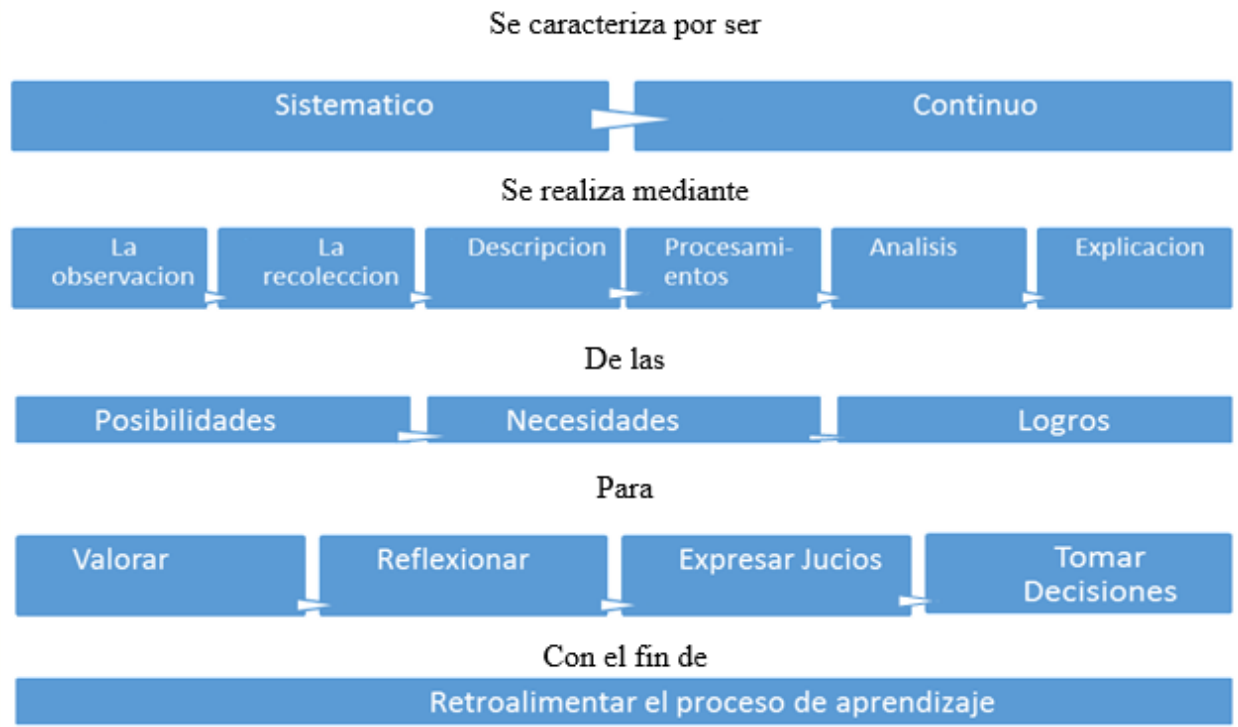 Se caracteriza por ser
Sistematico
Continuo
Se realiza mediante
La
observacion
La
recoleccion
Descripcion
Procesami-
entos
Analisis
Explicacion
De las
Posibilidades
Necesidades
Logros
Para
Valorar
Reflexionar
Expresar Jucios
Tomar
Decisiones
Con el fin de
Retroalimentar el proceso de aprendizaje